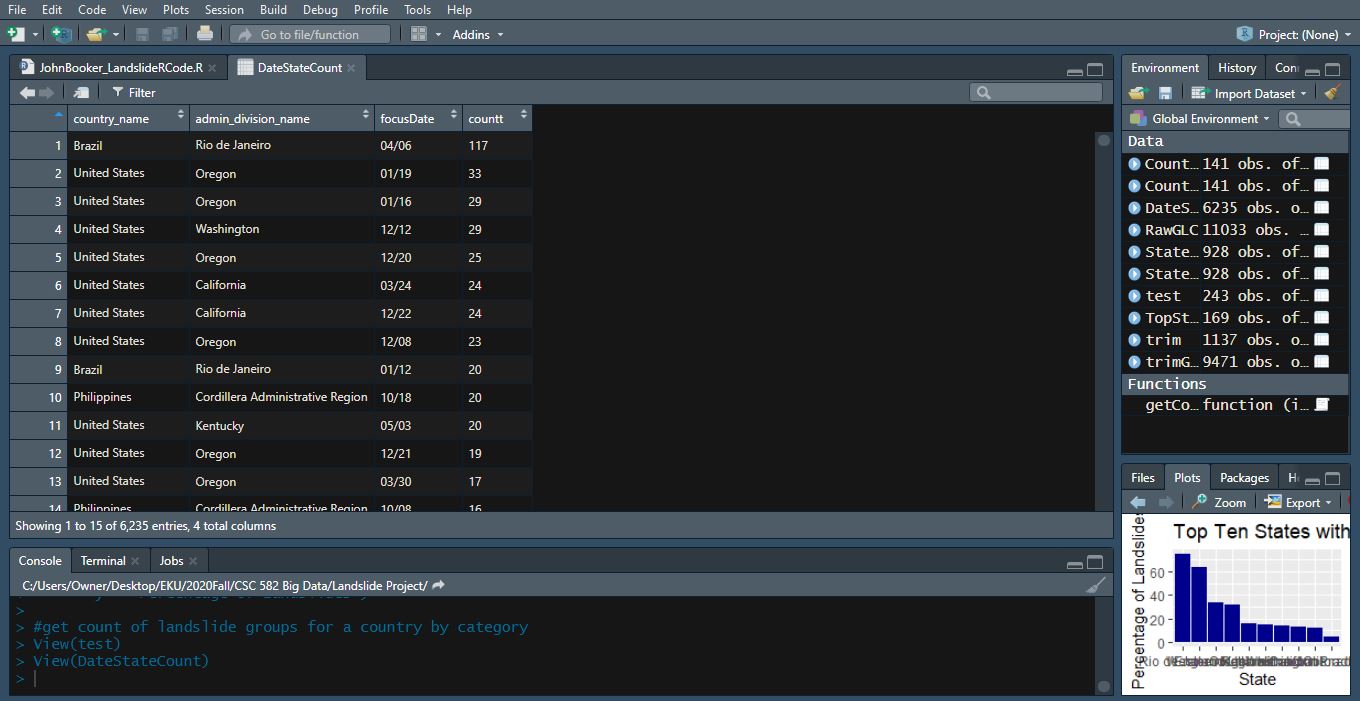 File Edit Code View Plots Session Build Debug Profile Tools Help
Go to file/function Addins Project: (None)
JohnBooker_LandslideRCode.R DateStateCount
Filter
country_name admin_division_name focusDate countt
1 Brazil Rio de Janeiro 04/06 117
2 United States Oregon 01/19 33
3 United States Oregon 01/16 29
4 United States Washington 12/12 29
5 United States Oregon 12/20 25
6 United States California 03/24 24
7 United States California 12/22 24
8 United States Oregon 12/08 23
9 Brazil Rio de Janeiro 01/12 20
10 Philippines Cordillera Administrative Region 10/18 20
11 United States Kentucky 05/03 20
12 United States Oregon 12/21 19
13 United States Oregon 03/30 17
14 Philippines Cordillera Administrative Region 10/08 16
Showing 1 to 15 of 6,235 entries, 4 total columns
Console Terminal Jobs
C:/Users/Owner/Desktop/EKU/2020Fall/CSC 582 Big Data/Landslide Project/
>
> #get count of landslide groups for a country by category
> View(test)
> View(DateStateCount)
>
Environment History Conn
Import Dataset
Global Environment
Data
Count… 141 obs. of…
Count… 141 obs. of…
DateS… 6235 obs. o…
RawGLC 11033 obs. …
State… 928 obs. of…
State… 928 obs. of…
test 243 obs. of…
TopSt… 169 obs. of…
trim 1137 obs. o…
trimG… 9471 obs. o…
Functions
getCo… function (i…
Files Plots Packages H
Zoom Export
Top Ten States with
Persentage of Landslides
60
40
20
0
Rio
State